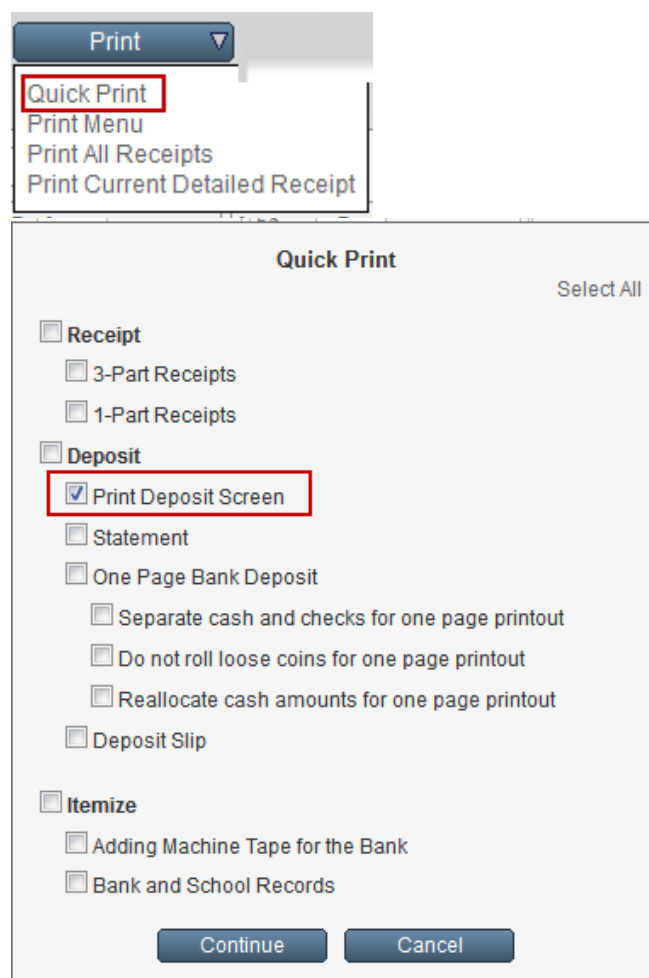 Print
Quick Print
Print Menu
Print All Receipts
Print Current Detailed Receipt
Quick Print
Select All
Receipt
3-Part Receipts
1-Part Receipts
Deposit
Print Deposit Screen
Statement
One Page Bank Deposit
Separate cash and checks for one page printout
Do not roll loose coins for one page printout
Reallocate cash amounts for one page printout
Deposit Slip
Itemize
Adding Machine Tape for the Bank
Bank and School Records
Continue Cancel